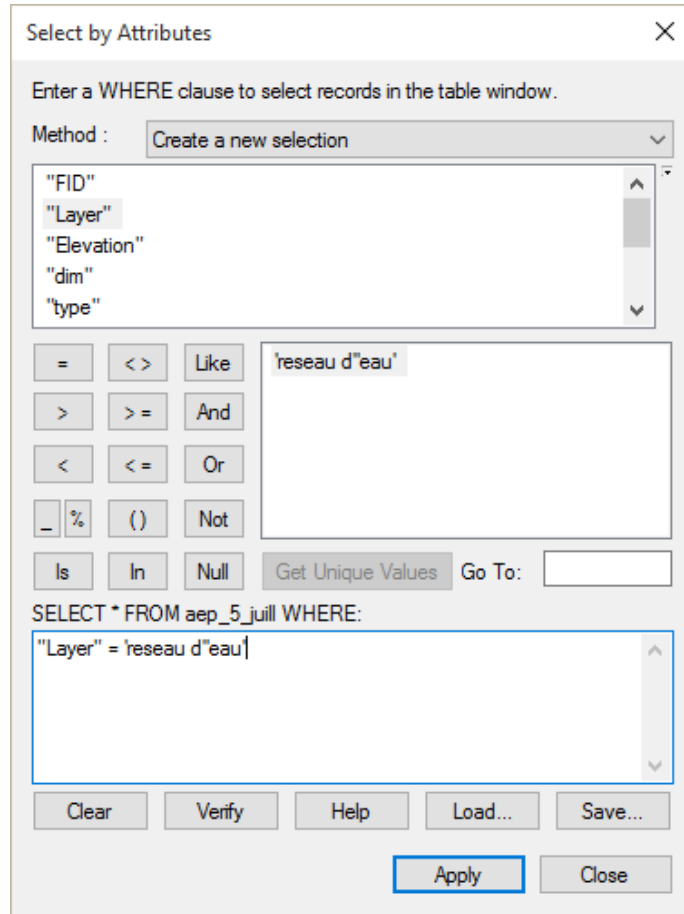 Select by Attributes
Enter a WHERE clause to select records in the table window.
Method : Create a new selection
"FID"
"Layer"
"Elevation"
"dim"
"type"
= < > Like 'reseau d''eau'
> > = And
< < = Or
_ % () Not
Is In Null Get Unique Values Go To:
SELECT * FROM aep_5_juill WHERE:
"Layer" = 'reseau d''eau'
Clear Verify Help Load... Save...
Apply Close